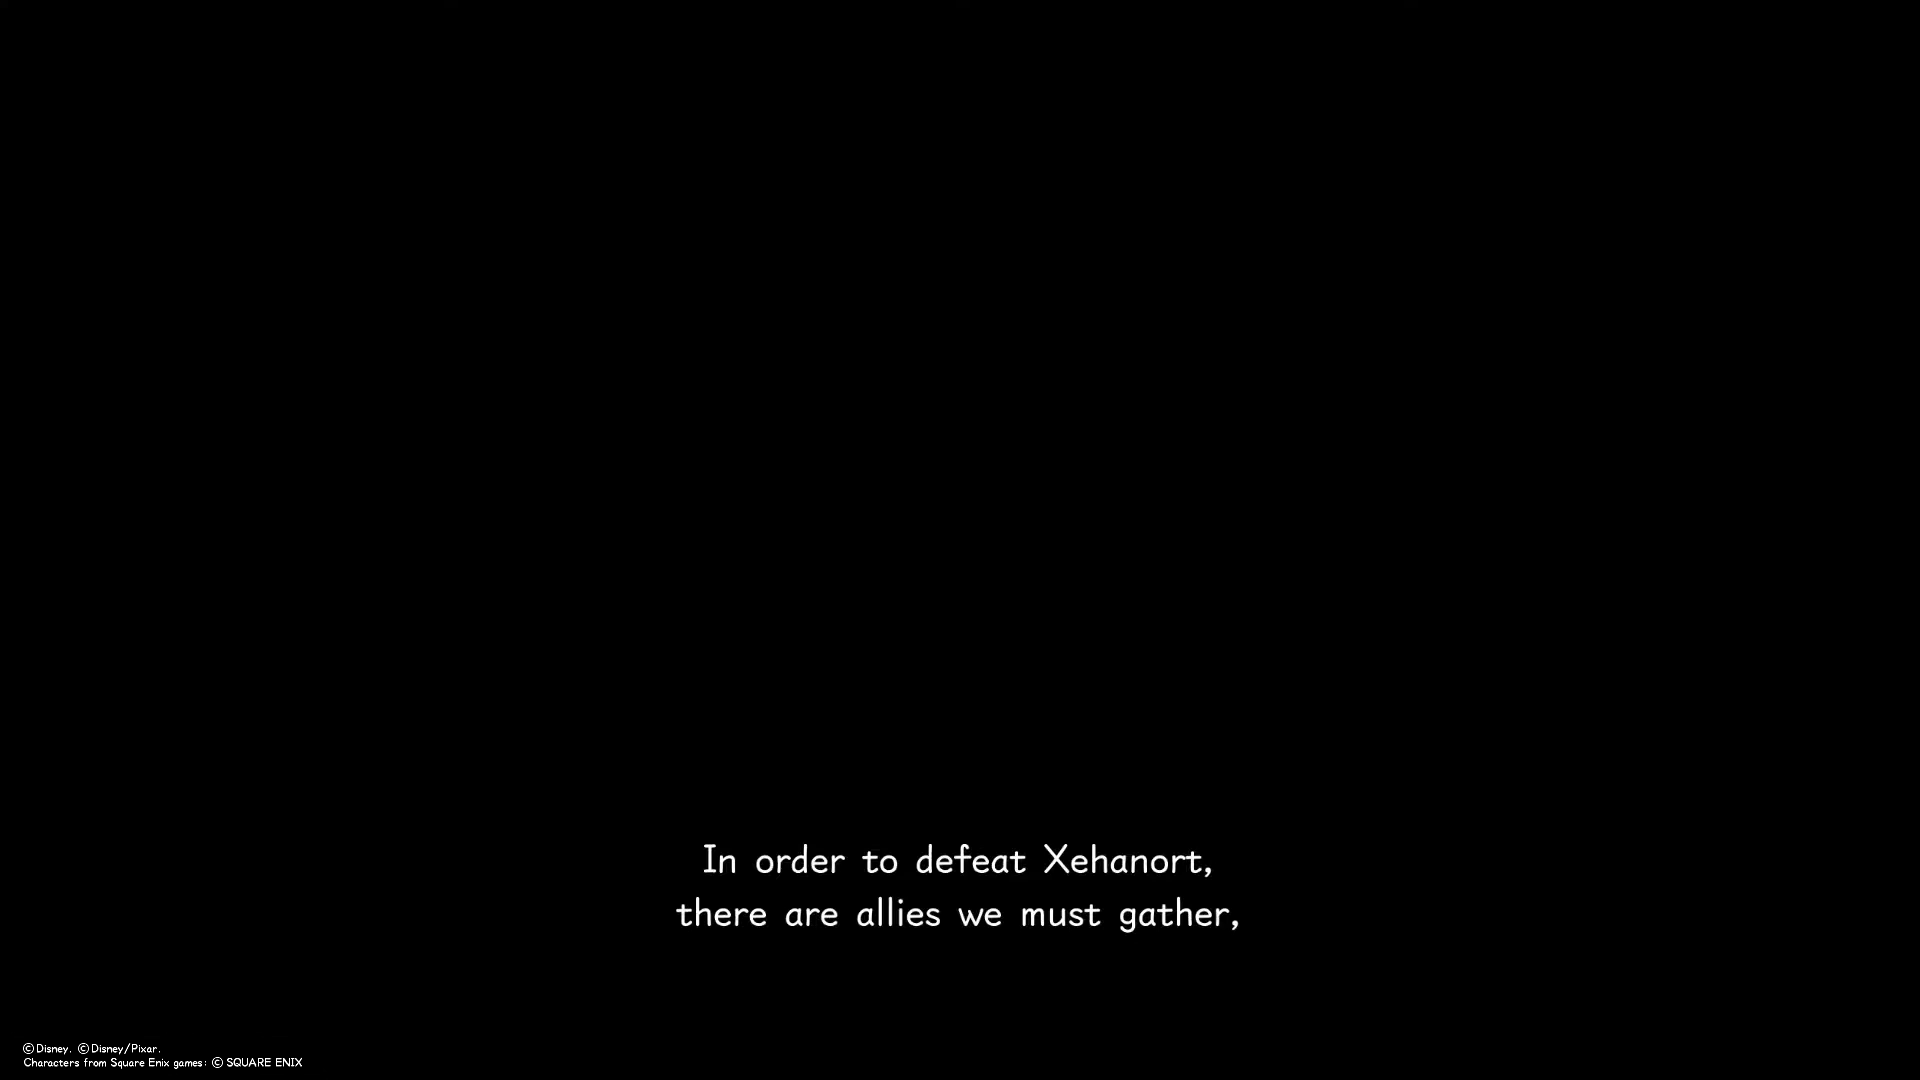 In order to defeat Xehanort,
there are allies we must gather,
©Disney. ©Disney/Pixar.
Characters from Square Enix games: © SQUARE ENIX